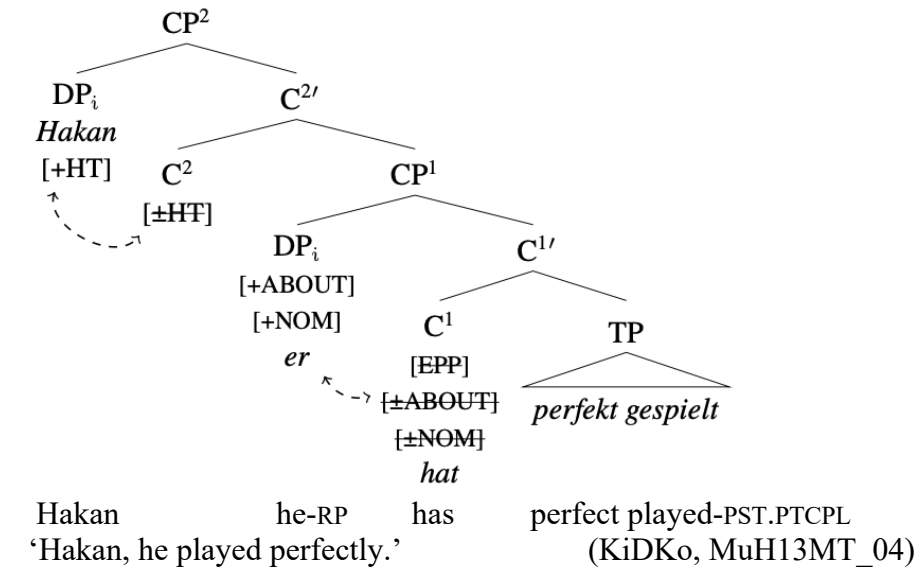 CP²
DPᵢ C²′
Hakan
[+HT] C² CP¹
[±HT]
DPᵢ C¹′
[+ABOUT]
[+NOM] C¹ TP
er [EPP]
[±ABOUT] perfekt gespielt
[±NOM]
hat
Hakan he-RP has perfect played-PST.PTCPL
‘Hakan, he played perfectly.’ (KiDKo, MuH13MT_04)